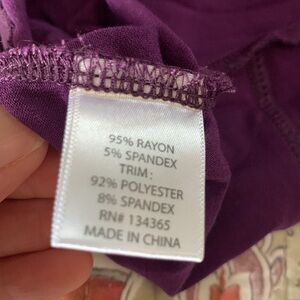 95% RAYON
5% SPANDEX
TRIM:
92% POLYESTER
8% SPANDEX
RN# 134365
MADE IN CHINA